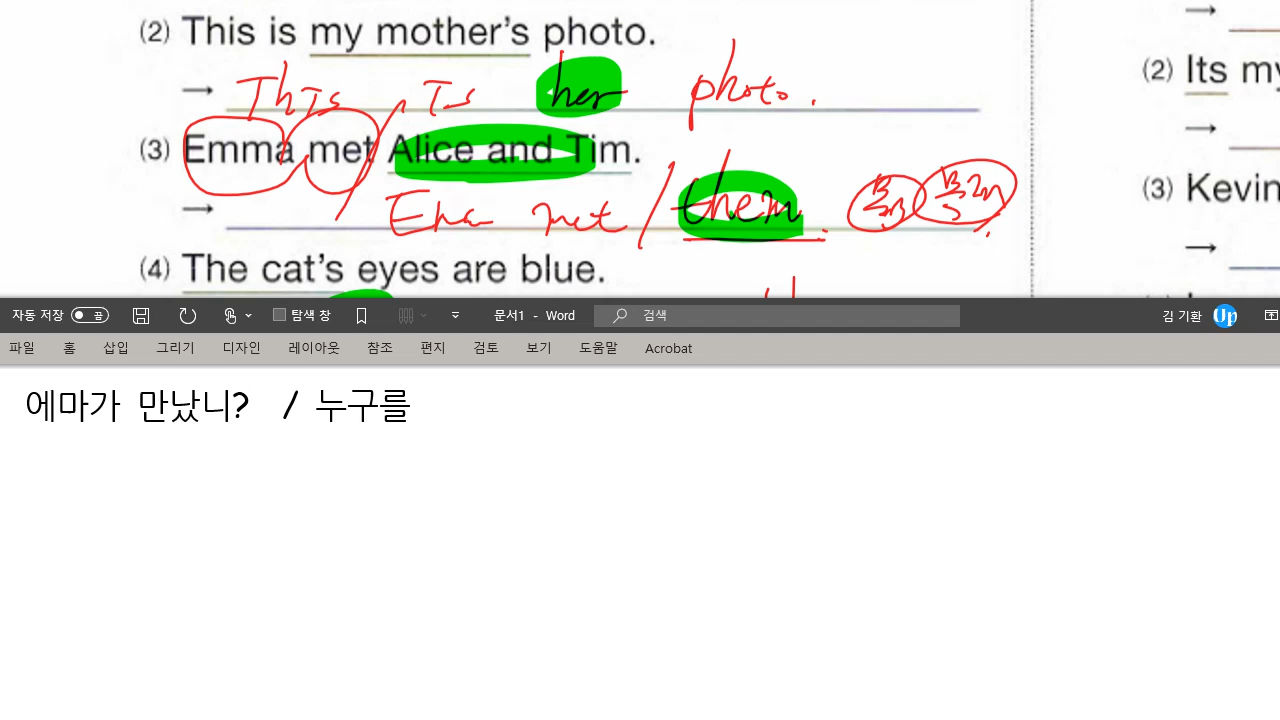 (2) This is my mother's photo.
→ This is her photo.
(3) Emma met Alice and Tim.
→ Ema met / them.
(4) The cat's eyes are blue.
→
(2) Its my
→
(3) Kevin
→
자동 저장 끔 탐색 창 문서1 - Word 검색 김 기환 Up
파일 홈 삽입 그리기 디자인 레이아웃 참조 편지 검토 보기 도움말 Acrobat
에마가 만났니? / 누구를